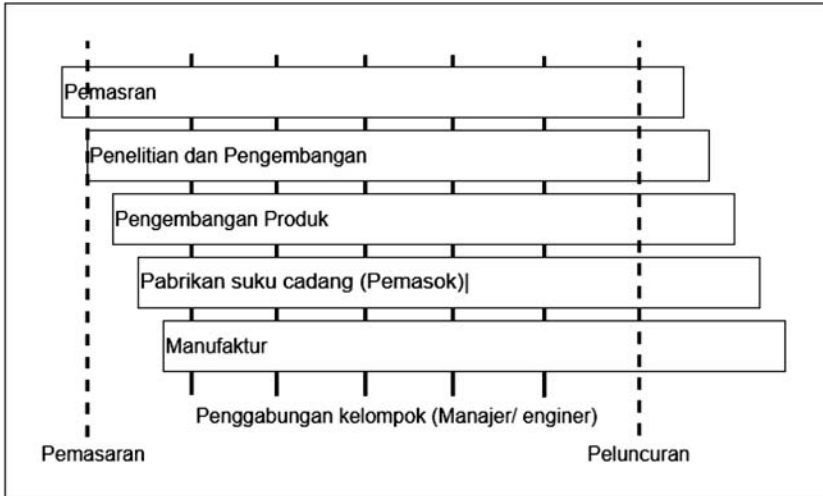 Pemasran
Penelitian dan Pengembangan
Pengembangan Produk
Pabrikan suku cadang (Pemasok)|
Manufaktur
Penggabungan kelompok (Manajer/ enginer)
Pemasaran
Peluncuran